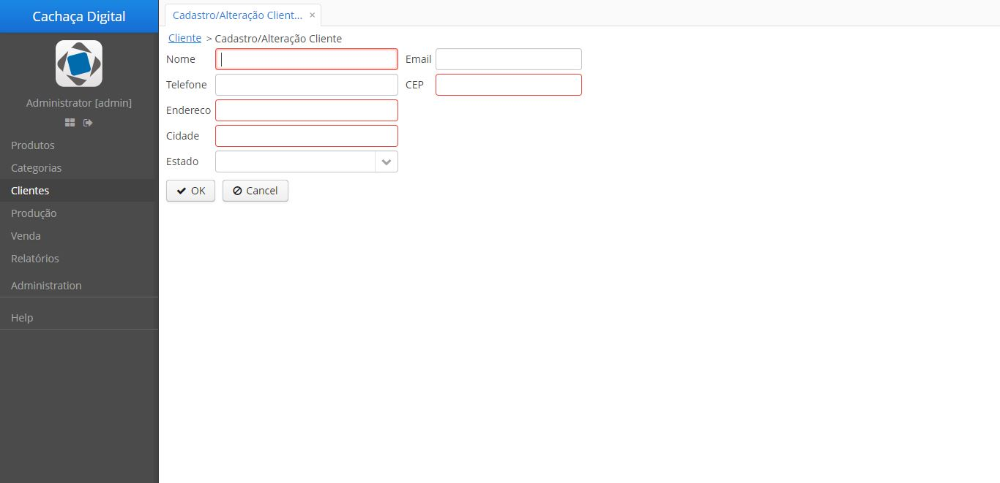 Cachaça Digital
Administrator [admin]
Produtos
Categorias
Clientes
Produção
Venda
Relatórios
Administration
Help
Cadastro/Alteração Client... ×
Cliente > Cadastro/Alteração Cliente
Nome Email
Telefone CEP
Endereco
Cidade
Estado
OK Cancel